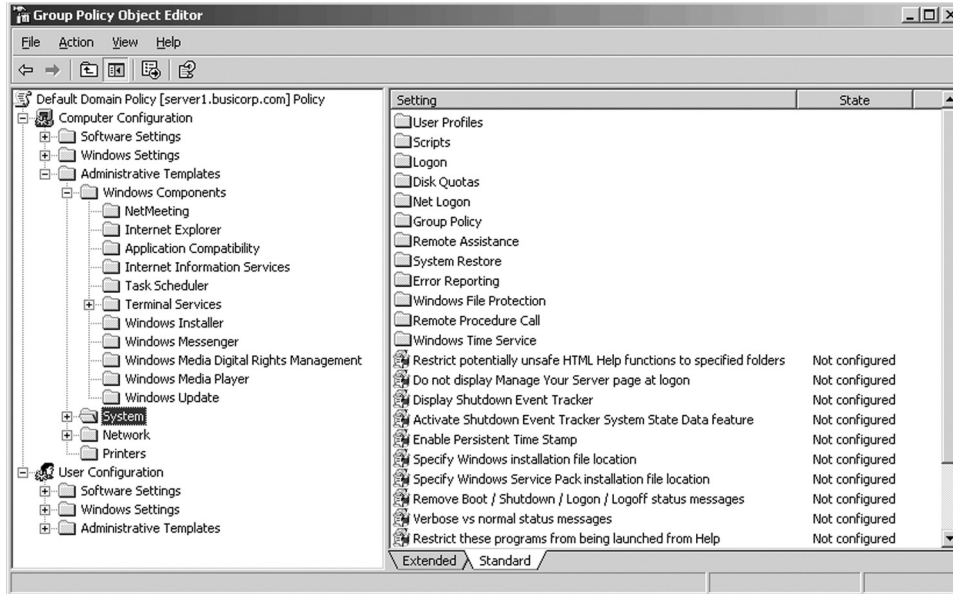 Group Policy Object Editor
File Action View Help
Default Domain Policy [server1.busicorp.com] Policy
Computer Configuration
Software Settings
Windows Settings
Administrative Templates
Windows Components
NetMeeting
Internet Explorer
Application Compatibility
Internet Information Services
Task Scheduler
Terminal Services
Windows Installer
Windows Messenger
Windows Media Digital Rights Management
Windows Media Player
Windows Update
System
Network
Printers
User Configuration
Software Settings
Windows Settings
Administrative Templates
Setting State
User Profiles
Scripts
Logon
Disk Quotas
Net Logon
Group Policy
Remote Assistance
System Restore
Error Reporting
Windows File Protection
Remote Procedure Call
Windows Time Service
Restrict potentially unsafe HTML Help functions to specified folders Not configured
Do not display Manage Your Server page at logon Not configured
Display Shutdown Event Tracker Not configured
Activate Shutdown Event Tracker System State Data feature Not configured
Enable Persistent Time Stamp Not configured
Specify Windows installation file location Not configured
Specify Windows Service Pack installation file location Not configured
Remove Boot / Shutdown / Logon / Logoff status messages Not configured
Verbose vs normal status messages Not configured
Restrict these programs from being launched from Help Not configured
Extended Standard